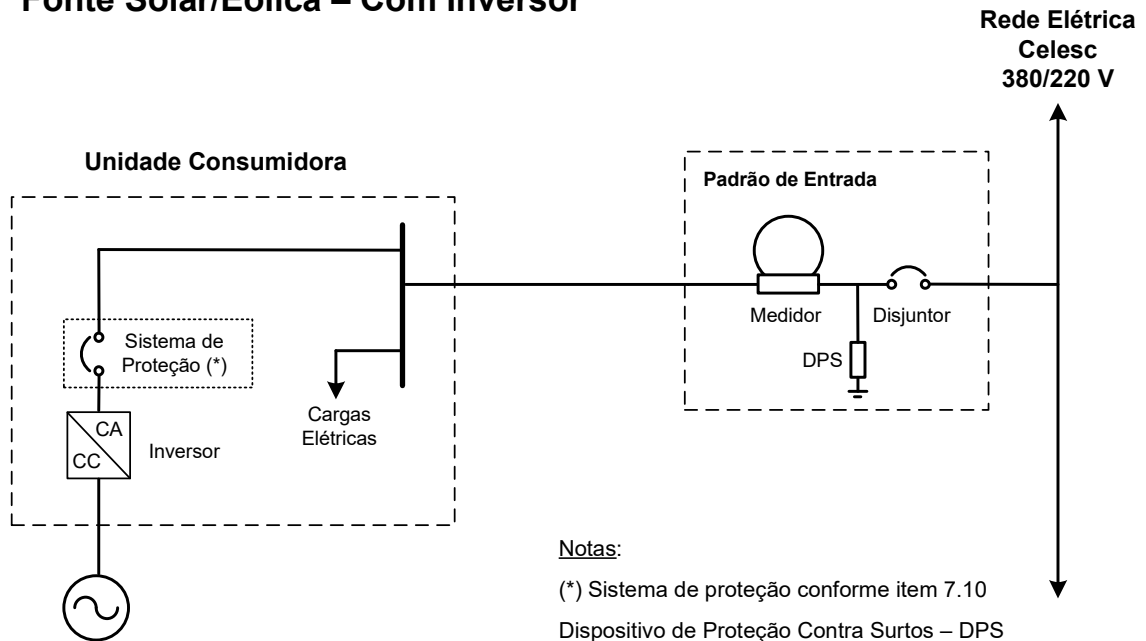 Fonte Solar/Eólica – Com Inversor
Rede Elétrica
Celesc
380/220 V
Unidade Consumidora
Padrão de Entrada
Medidor
Disjuntor
DPS
Sistema de
Proteção (*)
Cargas
Elétricas
CA
CC
Inversor
Notas:
(*) Sistema de proteção conforme item 7.10
Dispositivo de Proteção Contra Surtos – DPS